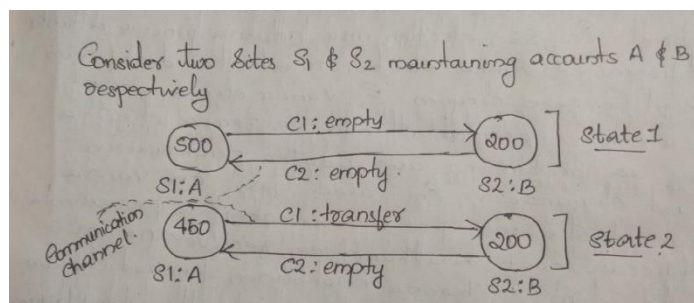 Consider two sites S1 & S2 maintaining accounts A & B
respectively
C1: empty
500
200
State 1
C2: empty.
S1:A
S2:B
Communication
channel.
C1: transfer
450
200
State 2
C2: empty
S1:A
S2:B